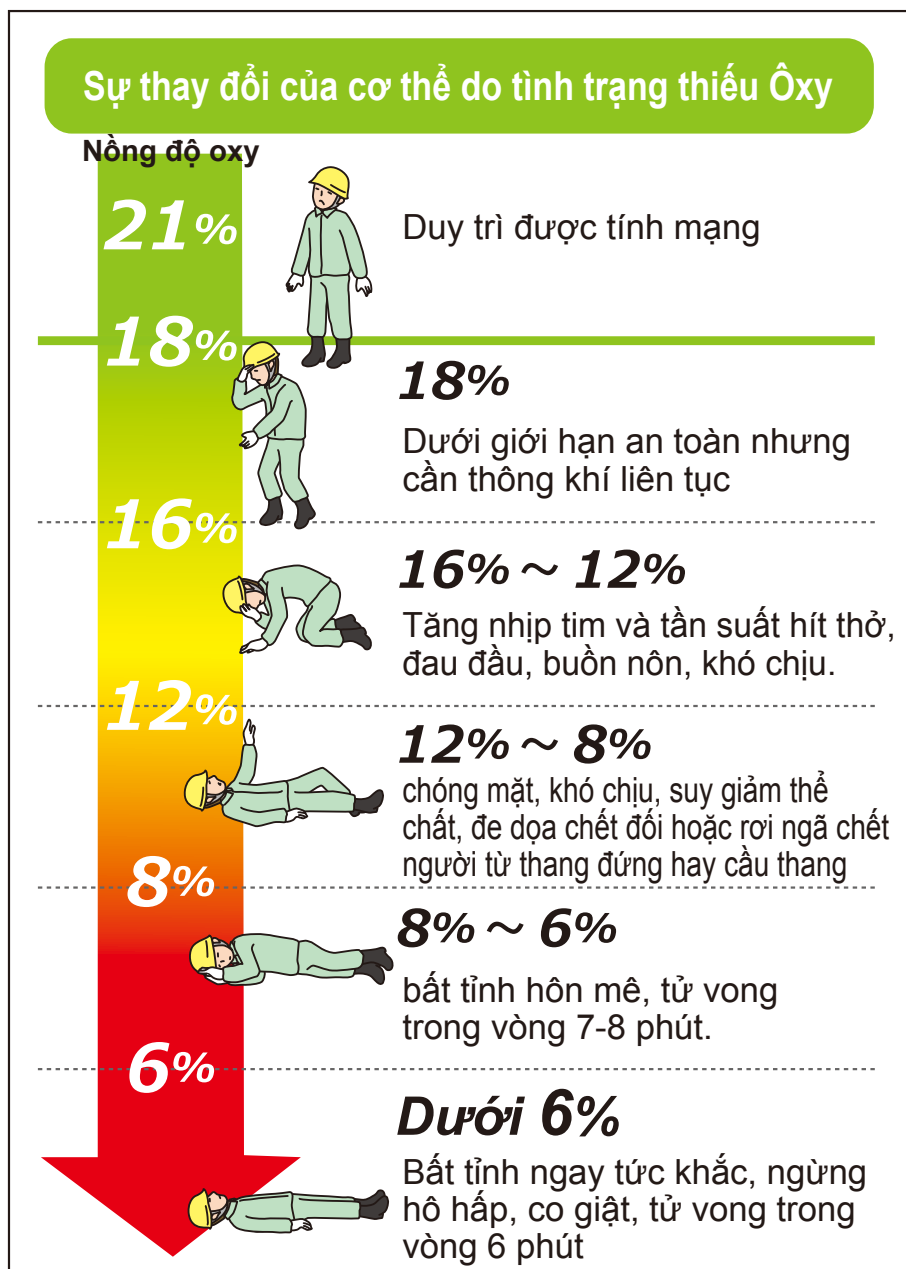 Sự thay đổi của cơ thể do tình trạng thiếu Ôxy
Nồng độ oxy
21%
Duy trì được tính mạng
18%
18%
Dưới giới hạn an toàn nhưng
cần thông khí liên tục
16%
16% ～ 12%
Tăng nhịp tim và tần suất hít thở,
đau đầu, buồn nôn, khó chịu.
12%
12% ～ 8%
chóng mặt, khó chịu, suy giảm thể
chất, đe dọa chết đối hoặc rơi ngã chết
người từ thang đứng hay cầu thang
8%
8% ～ 6%
bất tỉnh hôn mê, tử vong
trong vòng 7-8 phút.
6%
Dưới 6%
Bất tỉnh ngay tức khắc, ngừng
hô hấp, co giật, tử vong trong
vòng 6 phút